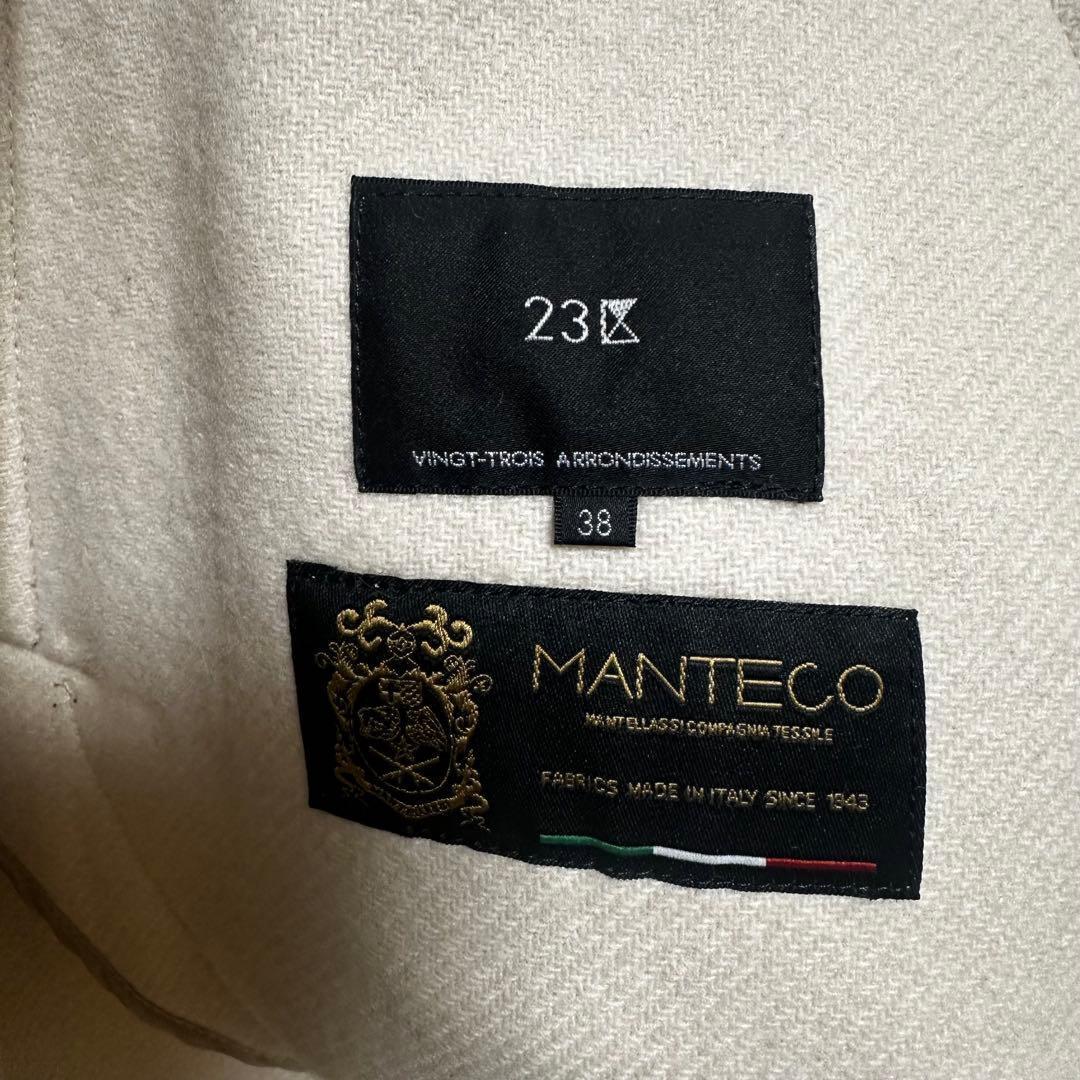 23区
VINGT-TROIS ARRONDISSEMENTS
38
MANTECO
MANTELLASSI COMPAGNIA TESSILE
FABRICS MADE IN ITALY SINCE 1943